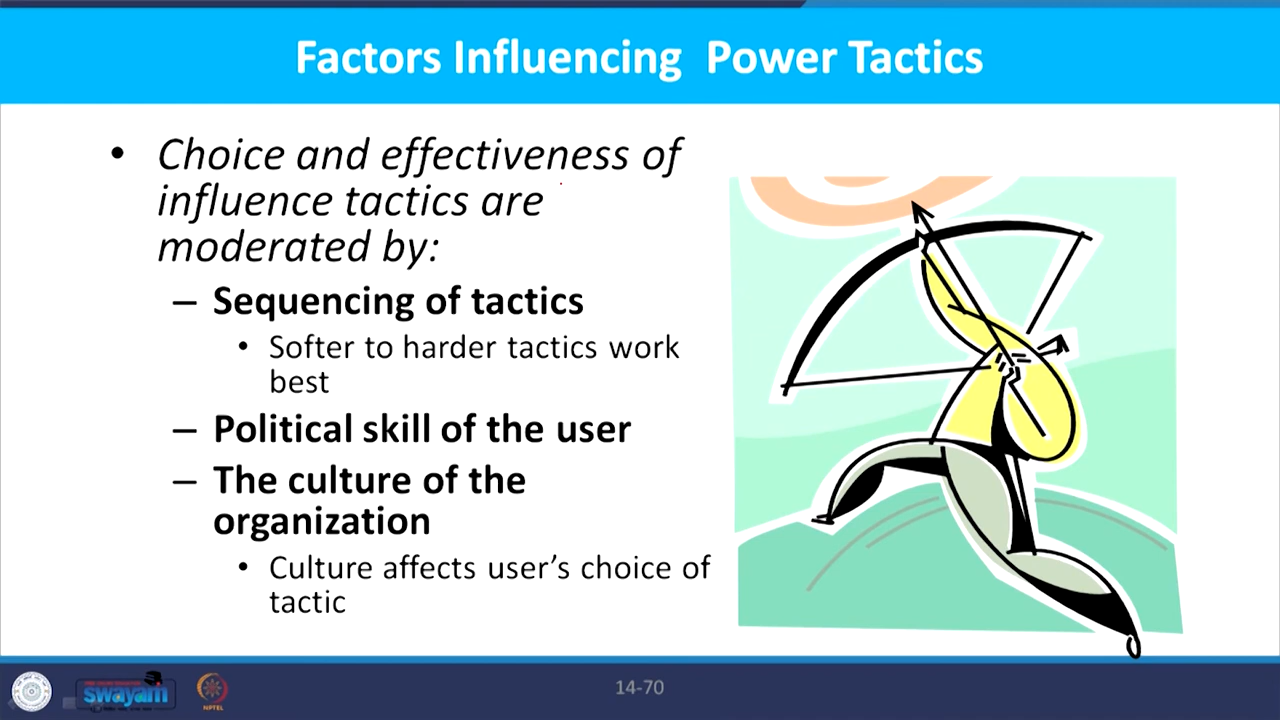 Factors Influencing Power Tactics
• Choice and effectiveness of
influence tactics are
moderated by:
– Sequencing of tactics
• Softer to harder tactics work
best
– Political skill of the user
– The culture of the
organization
• Culture affects user's choice of
tactic
swayam
NPTEL
14-70